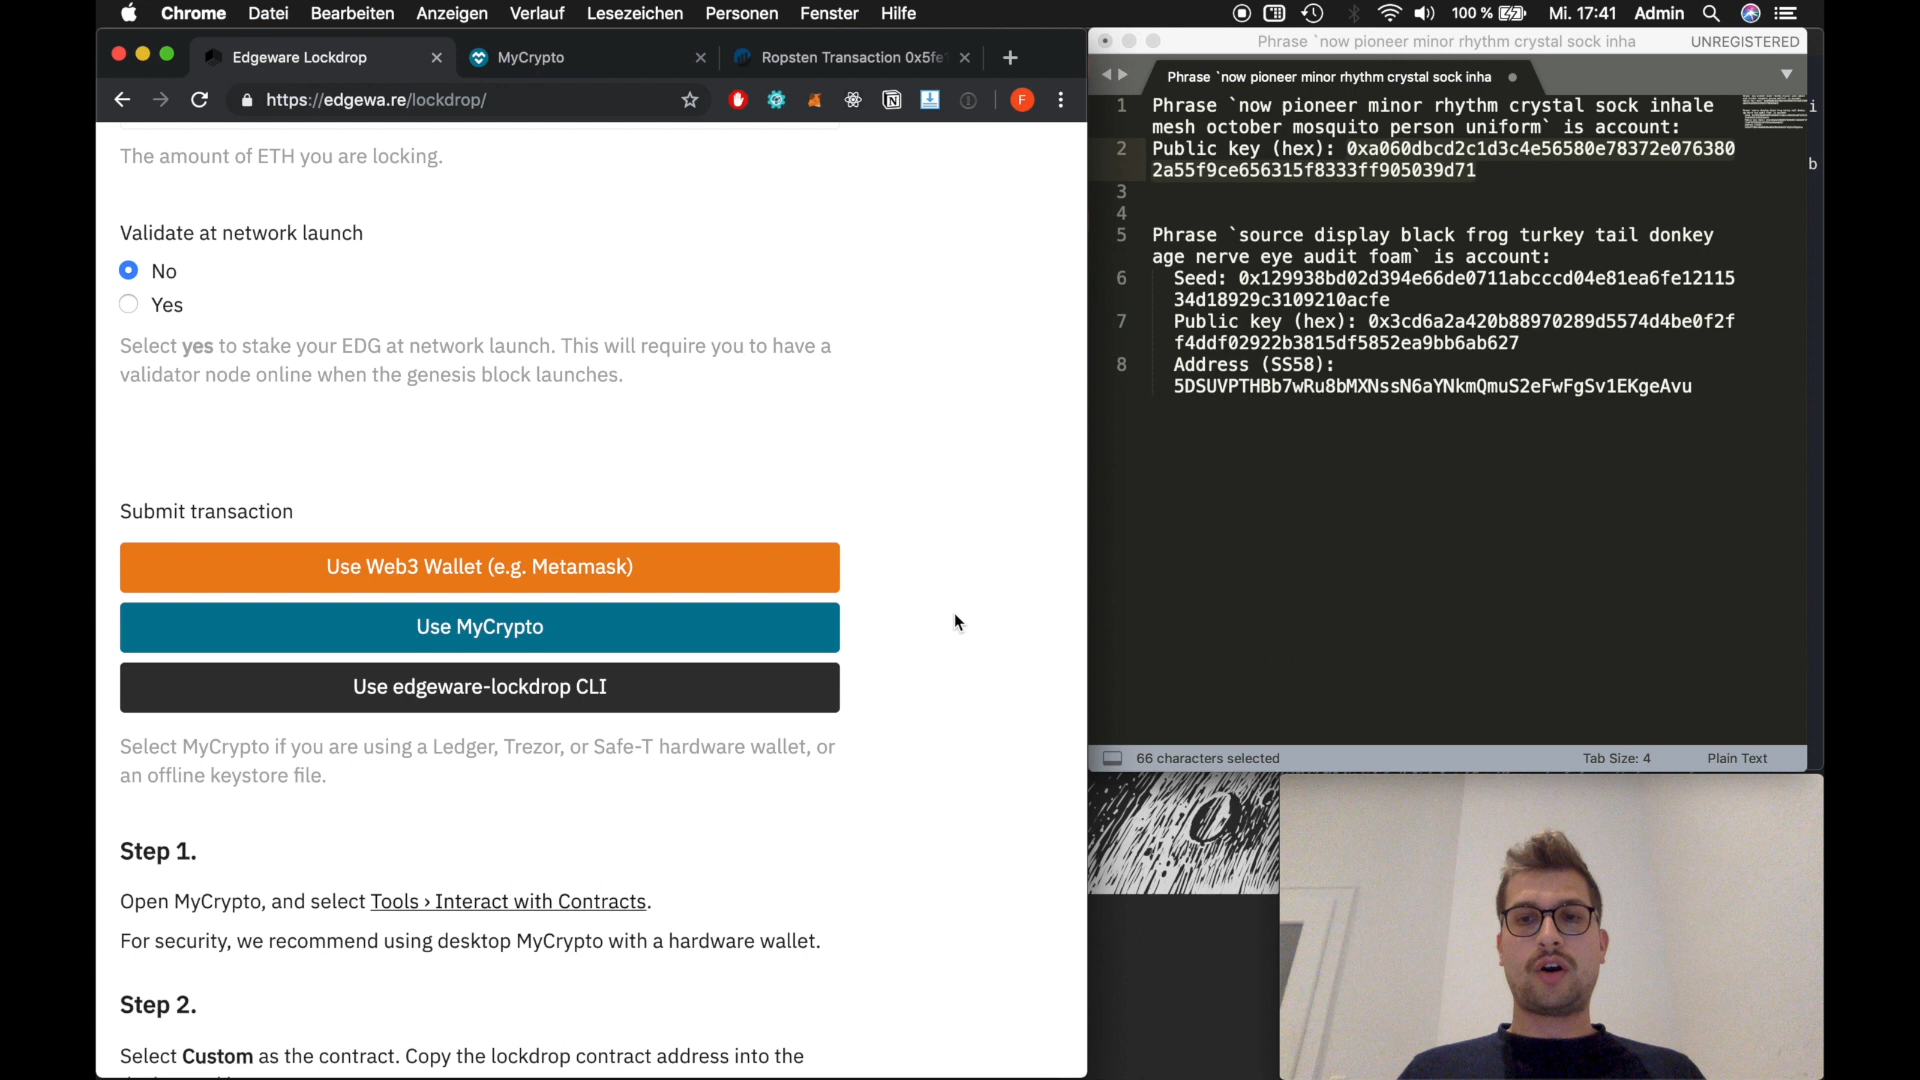 Chrome Datei Bearbeiten Anzeigen Verlauf Lesezeichen Personen Fenster Hilfe 100 % Mi. 17:41 Admin
Edgeware Lockdrop MyCrypto Ropsten Transaction 0x5fe
https://edgewa.re/lockdrop/
F
The amount of ETH you are locking.
Validate at network launch
No
Yes
Select yes to stake your EDG at network launch. This will require you to have a
validator node online when the genesis block launches.
Submit transaction
Use Web3 Wallet (e.g. Metamask)
Use MyCrypto
Use edgeware-lockdrop CLI
Select MyCrypto if you are using a Ledger, Trezor, or Safe-T hardware wallet, or
an offline keystore file.
Step 1.
Open MyCrypto, and select Tools › Interact with Contracts.
For security, we recommend using desktop MyCrypto with a hardware wallet.
Step 2.
Select Custom as the contract. Copy the lockdrop contract address into the
Phrase `now pioneer minor rhythm crystal sock inha UNREGISTERED
Phrase `now pioneer minor rhythm crystal sock inha
1 Phrase `now pioneer minor rhythm crystal sock inhale
mesh october mosquito person uniform` is account:
2 Public key (hex): 0xa060dbcd2c1d3c4e56580e78372e076380
2a55f9ce656315f8333ff905039d71
3
4
5 Phrase `source display black frog turkey tail donkey
age nerve eye audit foam` is account:
6 Seed: 0x129938bd02d394e66de0711abcccd04e81ea6fe12115
34d18929c3109210acfe
7 Public key (hex): 0x3cd6a2a420b88970289d5574d4be0f2f
f4ddf02922b3815df5852ea9bb6ab627
8 Address (SS58):
5DSUVPTHBb7wRu8bMXNssN6aYNkmQmuS2eFwFgSv1EKgeAvu
i
b
66 characters selected Tab Size: 4 Plain Text